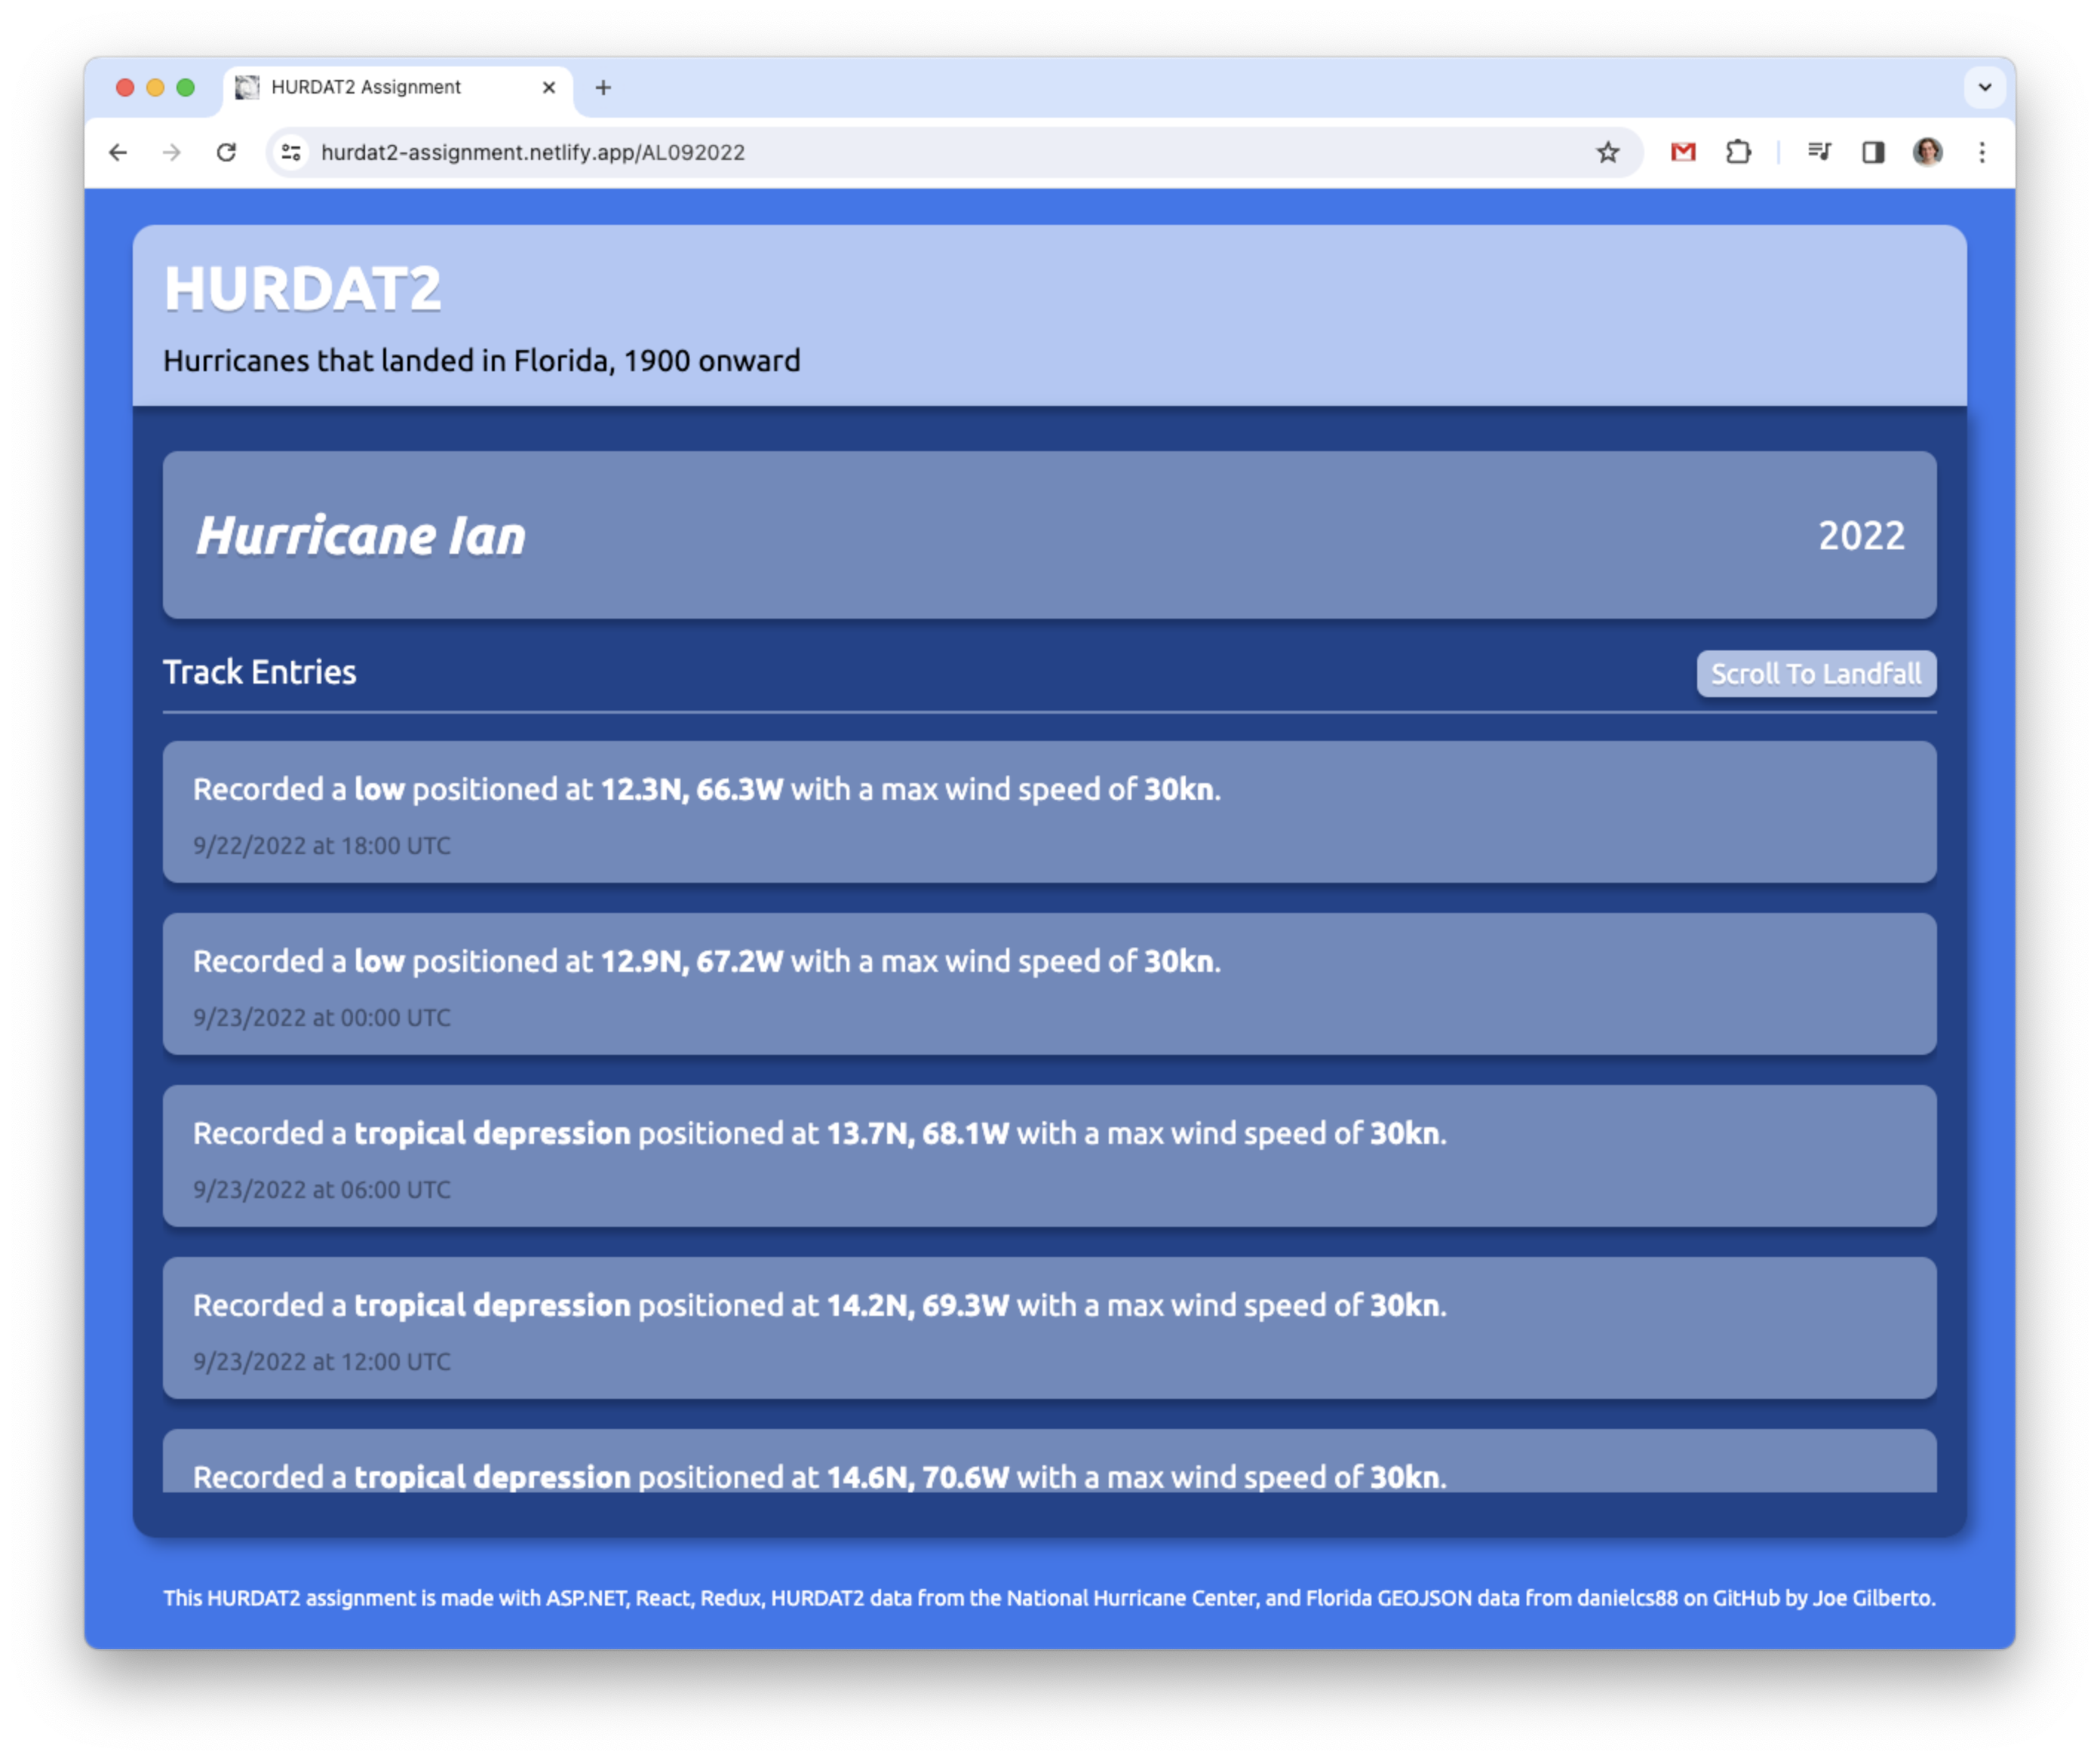 HURDAT2 Assignment
hurdat2-assignment.netlify.app/AL092022
HURDAT2
Hurricanes that landed in Florida, 1900 onward
Hurricane Ian 2022
Track Entries Scroll To Landfall
Recorded a low positioned at 12.3N, 66.3W with a max wind speed of 30kn.
9/22/2022 at 18:00 UTC
Recorded a low positioned at 12.9N, 67.2W with a max wind speed of 30kn.
9/23/2022 at 00:00 UTC
Recorded a tropical depression positioned at 13.7N, 68.1W with a max wind speed of 30kn.
9/23/2022 at 06:00 UTC
Recorded a tropical depression positioned at 14.2N, 69.3W with a max wind speed of 30kn.
9/23/2022 at 12:00 UTC
Recorded a tropical depression positioned at 14.6N, 70.6W with a max wind speed of 30kn.
This HURDAT2 assignment is made with ASP.NET, React, Redux, HURDAT2 data from the National Hurricane Center, and Florida GEOJSON data from danielcs88 on GitHub by Joe Gilberto.